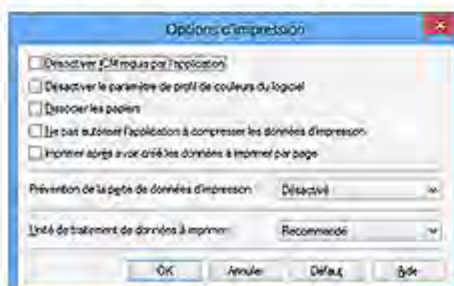 Options d'impression
Désactiver ICM requis par l'application
Désactiver le paramètre de profil de couleurs du logiciel
Dissocier les papiers
Ne pas autoriser l'application à compresser les données d'impression
Imprimer après avoir créé les données à imprimer par page
Prévention de la perte de données d'impression: Désactivé
Unité de traitement de données à imprimer: Recommandé
OK Annuler Défaut Aide